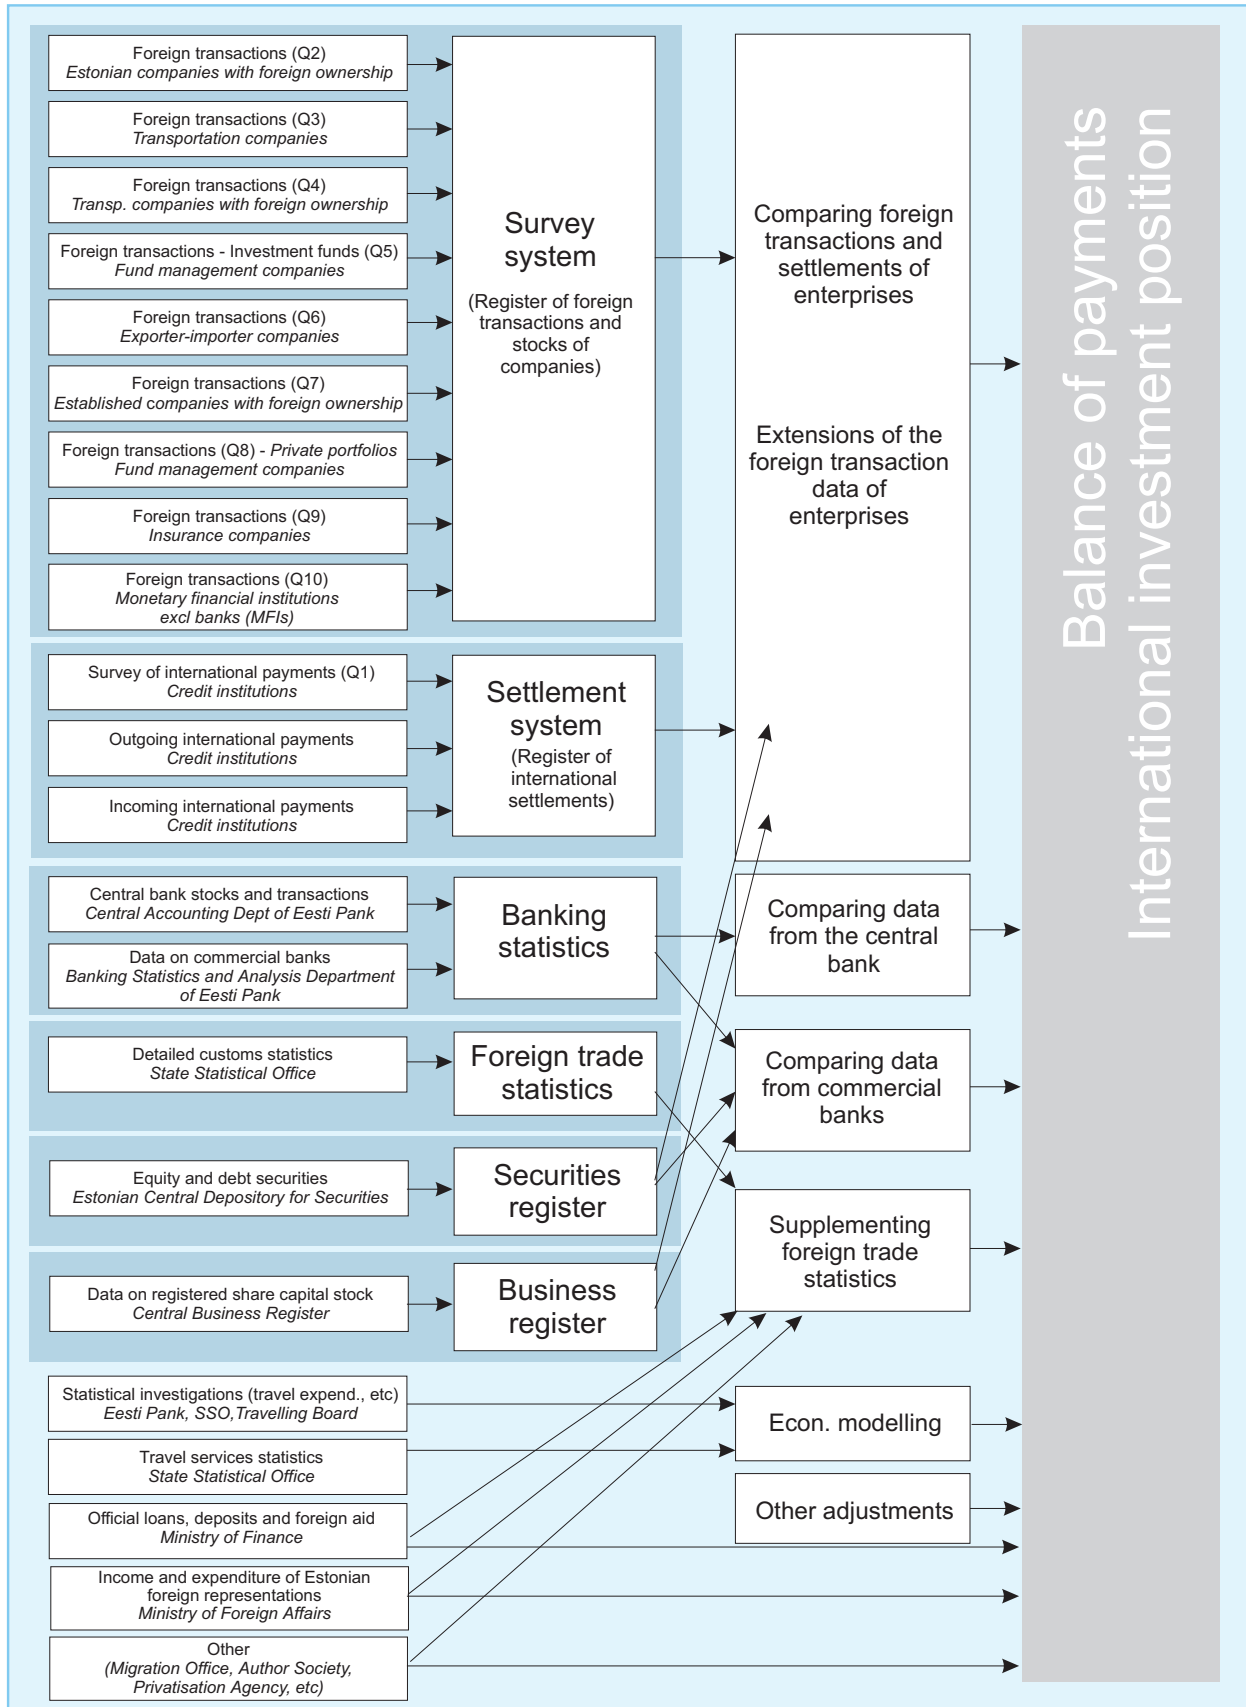 Foreign transactions (Q2)
Estonian companies with foreign ownership
Foreign transactions (Q3)
Transportation companies
Foreign transactions (Q4)
Transp. companies with foreign ownership
Foreign transactions - Investment funds (Q5)
Fund management companies
Foreign transactions (Q6)
Exporter-importer companies
Foreign transactions (Q7)
Established companies with foreign ownership
Foreign transactions (Q8) - Private portfolios
Fund management companies
Foreign transactions (Q9)
Insurance companies
Foreign transactions (Q10)
Monetary financial institutions
excl banks (MFIs)
Survey
system
(Register of foreign
transactions and
stocks of
companies)
Survey of international payments (Q1)
Credit institutions
Outgoing international payments
Credit institutions
Incoming international payments
Credit institutions
Settlement
system
(Register of
international
settlements)
Central bank stocks and transactions
Central Accounting Dept of Eesti Pank
Data on commercial banks
Banking Statistics and Analysis Department
of Eesti Pank
Banking
statistics
Detailed customs statistics
State Statistical Office
Foreign trade
statistics
Equity and debt securities
Estonian Central Depository for Securities
Securities
register
Data on registered share capital stock
Central Business Register
Business
register
Statistical investigations (travel expend., etc)
Eesti Pank, SSO,Travelling Board
Travel services statistics
State Statistical Office
Official loans, deposits and foreign aid
Ministry of Finance
Income and expenditure of Estonian
foreign representations
Ministry of Foreign Affairs
Other
(Migration Office, Author Society,
Privatisation Agency, etc)
Comparing foreign
transactions and
settlements of
enterprises
Extensions of the
foreign transaction
data of
enterprises
Comparing data
from the central
bank
Comparing data
from commercial
banks
Supplementing
foreign trade
statistics
Econ. modelling
Other adjustments
Balance of payments
International investment position